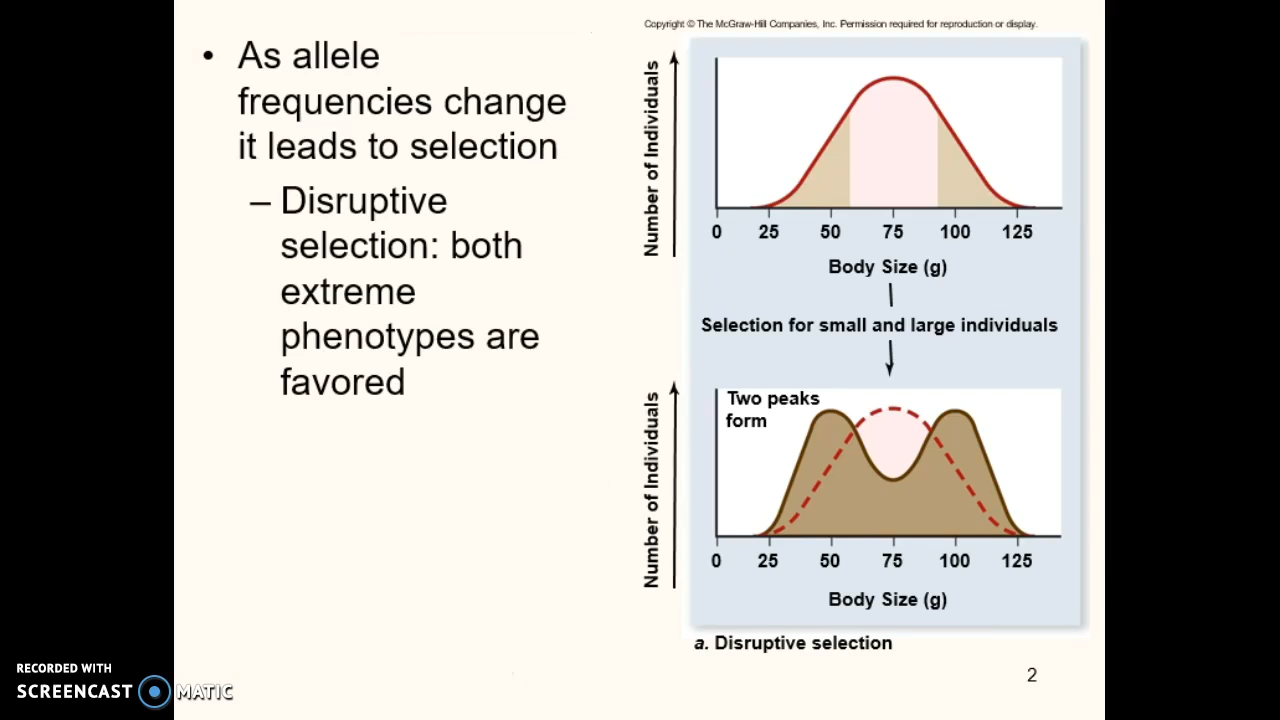 Copyright © The McGraw-Hill Companies, Inc. Permission required for reproduction or display.
• As allele
frequencies change
it leads to selection
– Disruptive
selection: both
extreme
phenotypes are
favored
Number of Individuals
0 25 50 75 100 125
Body Size (g)
Selection for small and large individuals
Two peaks
form
Number of Individuals
0 25 50 75 100 125
Body Size (g)
a. Disruptive selection
2
RECORDED WITH
SCREENCAST MATIC